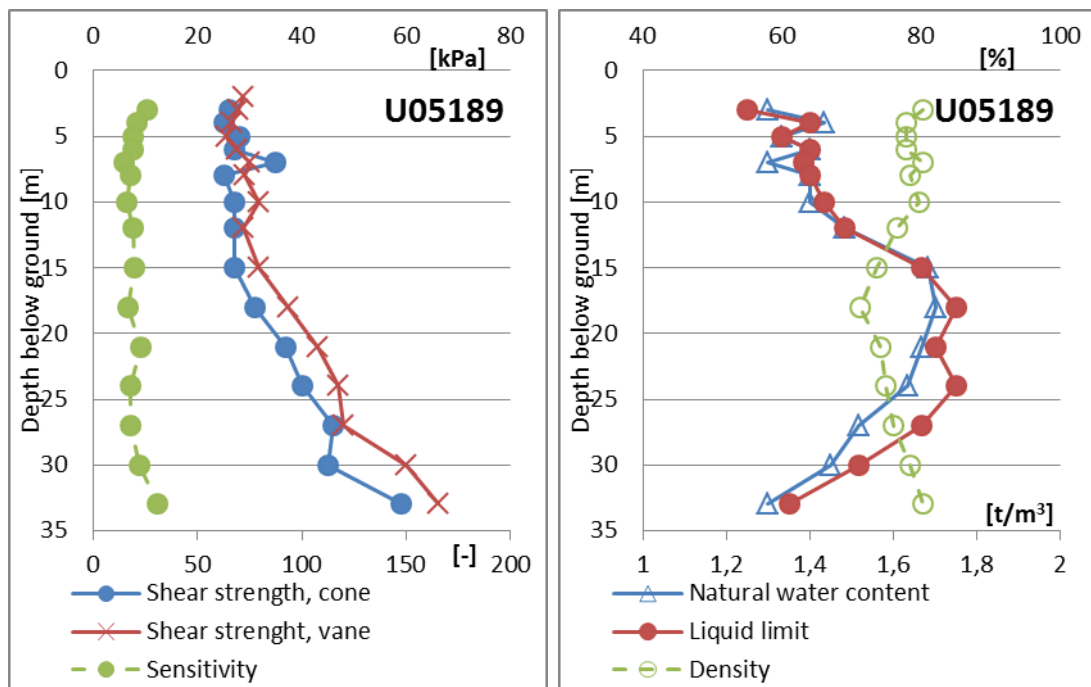 0 20 40 60 80
[kPa]
U05189
0
5
10
15
20
25
30
35
Depth below ground [m]
[-]
0 50 100 150 200
Shear strength, cone
Shear strenght, vane
Sensitivity
40 60 80 100
[%]
U05189
0
5
10
15
20
25
30
35
Depth below ground [m]
[t/m³]
1 1,2 1,4 1,6 1,8 2
Natural water content
Liquid limit
Density